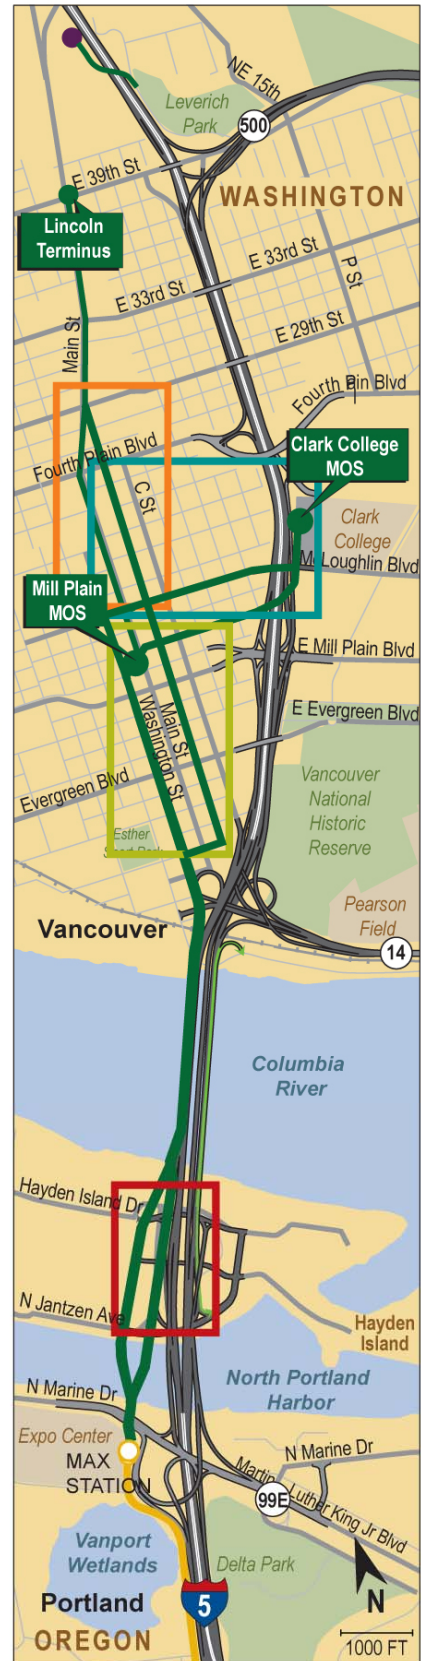 NE 15th
Leverich
Park
500
E 39th St
WASHINGTON
Lincoln
Terminus
E 33rd St
P St
E 33rd St
E 29th St
Main St
Fourth Pin Blvd
Fourth Plain Blvd
Clark College
MOS
C St
Clark
College
McLoughlin Blvd
Mill Plain
MOS
E Mill Plain Blvd
E Evergreen Blvd
Main St
Washington St
Evergreen Blvd
Vancouver
National
Historic
Reserve
Esther
Short Park
Pearson
Field
Vancouver
14
Columbia
River
Hayden Island Dr
N Jantzen Ave
Hayden
Island
North Portland
Harbor
N Marine Dr
Expo Center
MAX
STATION
N Marine Dr
Martin Luther King Jr Blvd
99E
Vanport
Wetlands
Delta Park
Portland
5
N
OREGON
1000 FT